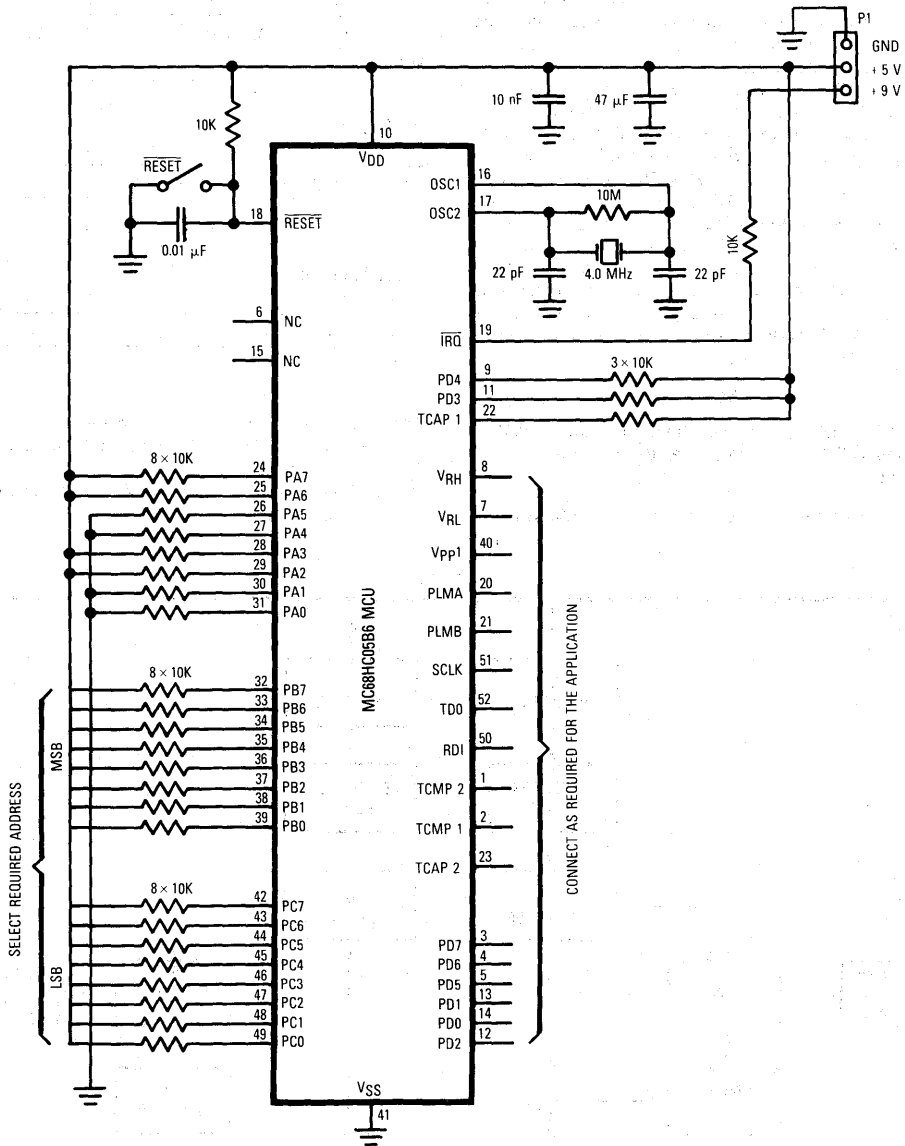 P1
GND
+5 V
+9 V
10 nF
47 µF
10K
10
VDD
RESET
18
RESET
0.01 µF
OSC1
16
OSC2
17
10M
22 pF
4.0 MHz
22 pF
10K
6
NC
15
NC
IRQ
19
PD4
9
3 × 10K
PD3
11
TCAP 1
22
8 × 10K
24
PA7
25
PA6
26
PA5
27
PA4
28
PA3
29
PA2
30
PA1
31
PA0
MC68HC05B6 MCU
VRH
8
VRL
7
VPP1
40
PLMA
20
PLMB
21
SCLK
51
TDO
52
RDI
50
TCMP 2
1
TCMP 1
2
TCAP 2
23
PD7
3
PD6
4
PD5
5
PD1
13
PD0
14
PD2
12
CONNECT AS REQUIRED FOR THE APPLICATION
SELECT REQUIRED ADDRESS
MSB
8 × 10K
32
PB7
33
PB6
34
PB5
35
PB4
36
PB3
37
PB2
38
PB1
39
PB0
LSB
8 × 10K
42
PC7
43
PC6
44
PC5
45
PC4
46
PC3
47
PC2
48
PC1
49
PC0
VSS
41